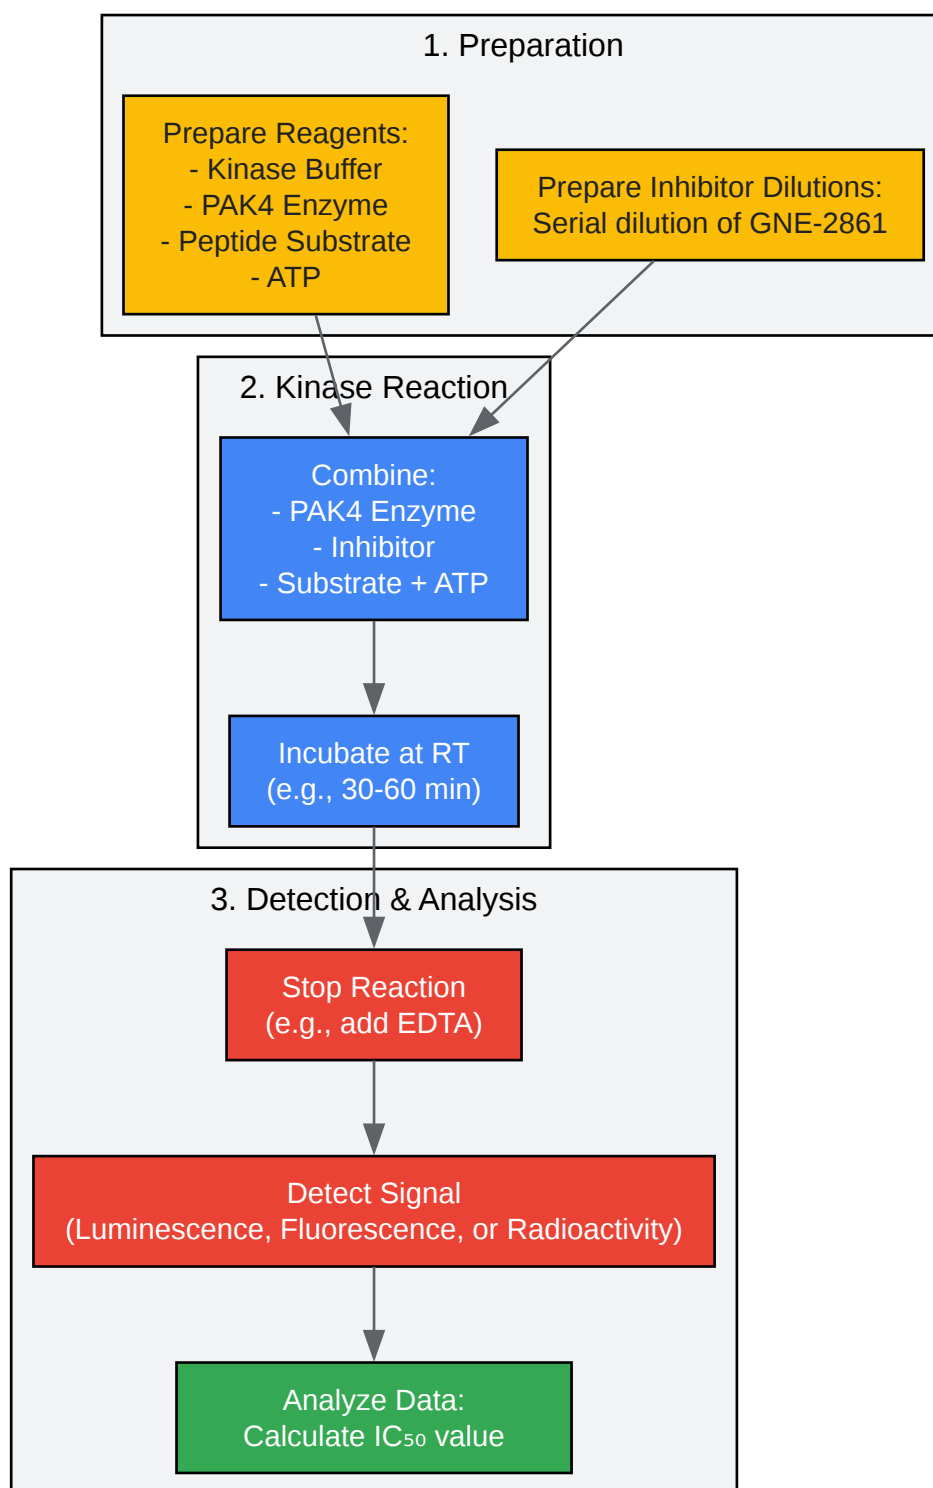 1. Preparation
Prepare Reagents:
- Kinase Buffer
- PAK4 Enzyme
- Peptide Substrate
- ATP
Prepare Inhibitor Dilutions:
Serial dilution of GNE-2861
2. Kinase Reaction
Combine:
- PAK4 Enzyme
- Inhibitor
- Substrate + ATP
Incubate at RT
(e.g., 30-60 min)
3. Detection & Analysis
Stop Reaction
(e.g., add EDTA)
Detect Signal
(Luminescence, Fluorescence, or Radioactivity)
Analyze Data:
Calculate IC₅₀ value